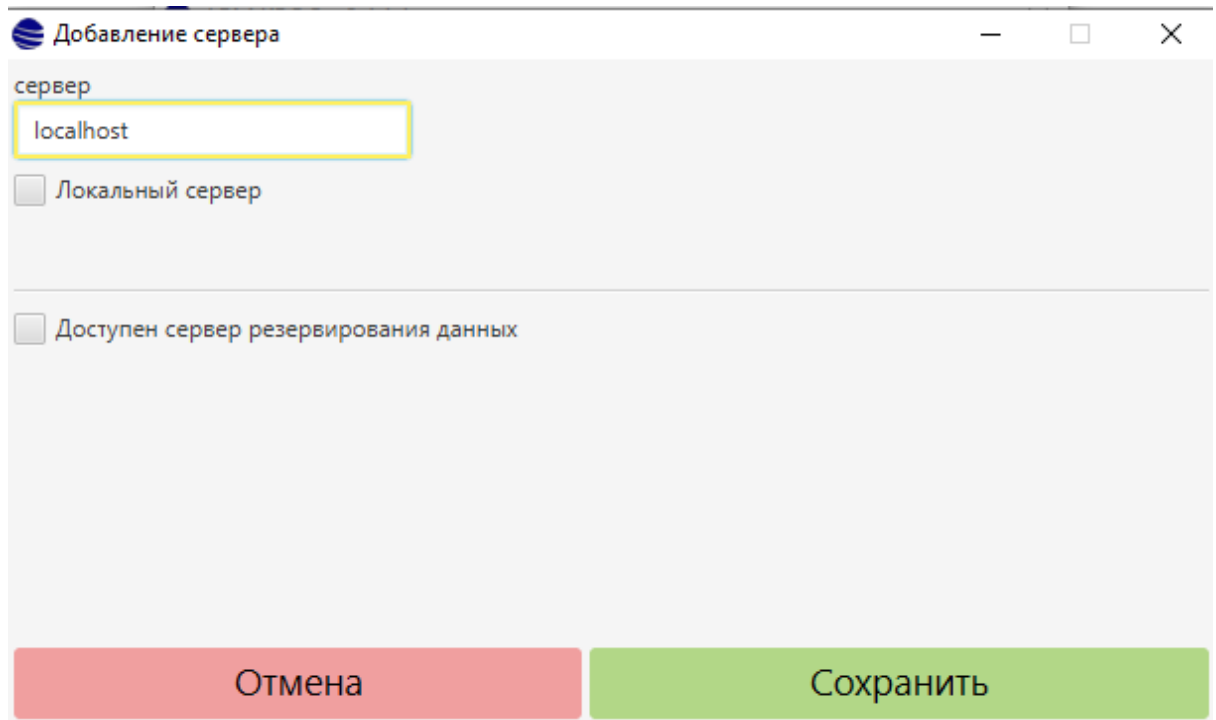 Добавление сервера
сервер
localhost
Локальный сервер
Доступен сервер резервирования данных
Отмена
Сохранить